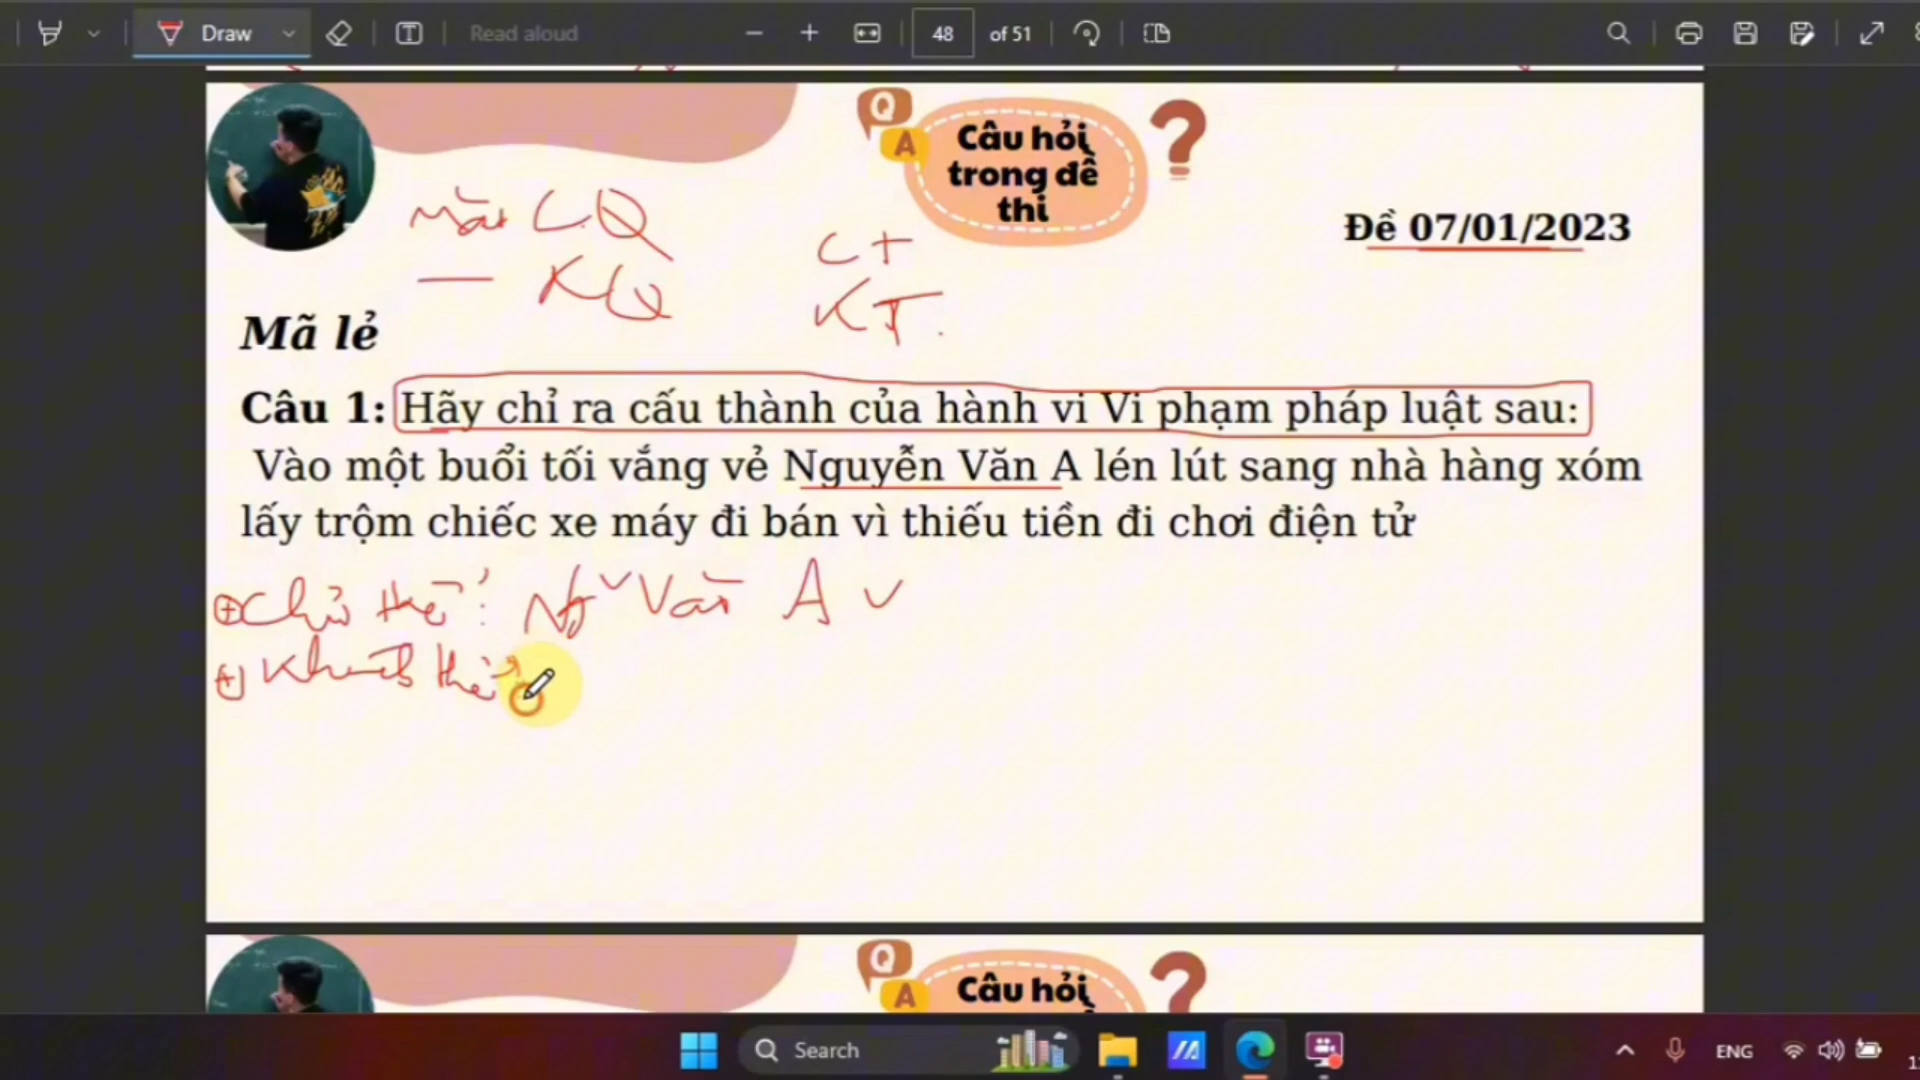 Draw
Read aloud
48 of 51
Q
A
Câu hỏi
trong đề
thi
Đề 07/01/2023
CQ
CT
KQ
KT
Mã lẻ
Câu 1: Hãy chỉ ra cấu thành của hành vi Vi phạm pháp luật sau:
Vào một buổi tối vắng vẻ Nguyễn Văn A lén lút sang nhà hàng xóm
lấy trộm chiếc xe máy đi bán vì thiếu tiền đi chơi điện tử
Chủ thể: Ng Văn A
Khách thể
Q
A
Câu hỏi
Search
ENG